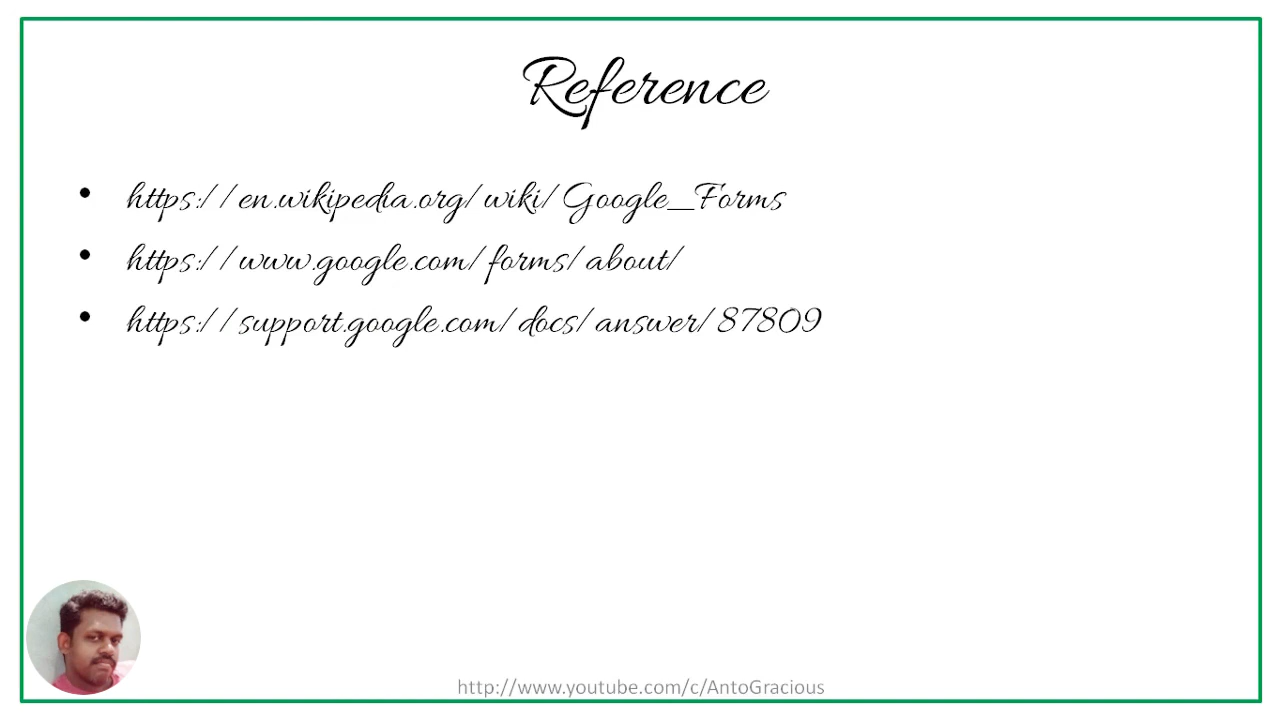 Reference
• https://en.wikipedia.org/wiki/Google_Forms
• https://www.google.com/forms/about/
• https://support.google.com/docs/answer/87809
http://www.youtube.com/c/AntoGracious